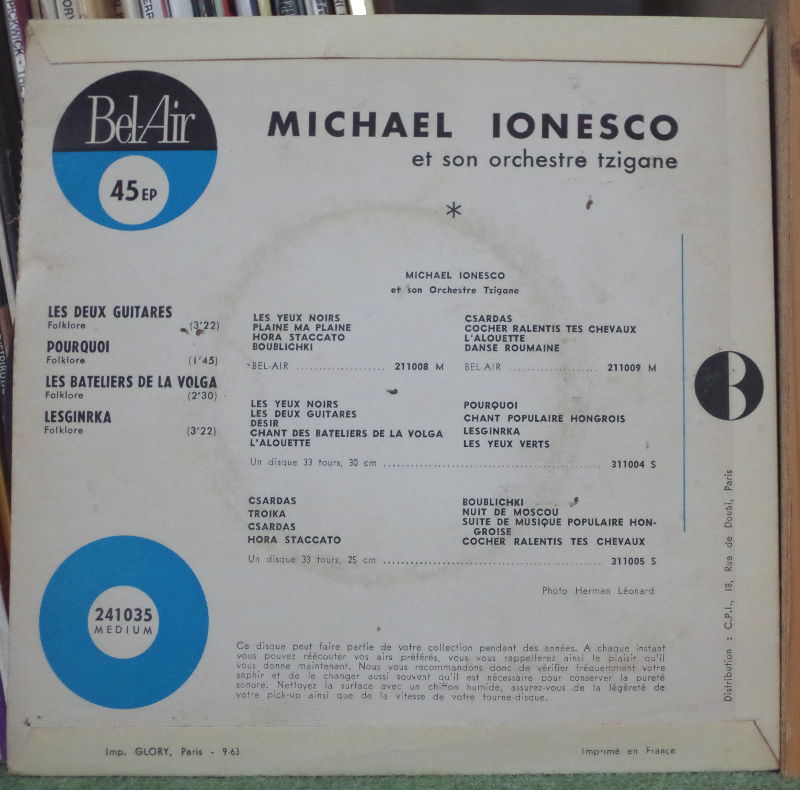 PICKWICK
Bel-Air
45 EP
MICHAEL IONESCO
et son orchestre tzigane
*
LES DEUX GUITARES
Folklore (3'22)
POURQUOI
Folklore (1'45)
LES BATELIERS DE LA VOLGA
Folklore (2'30)
LESGINRKA
Folklore (3'22)
MICHAEL IONESCO
et son Orchestre Tzigane
LES YEUX NOIRS
PLAINE MA PLAINE
HORA STACCATO
BOUBLICHKI
BEL-AIR .................... 211008 M
CSARDAS
COCHER RALENTIS TES CHEVAUX
L'ALOUETTE
DANSE ROUMAINE
BEL-AIR .................... 211009 M
LES YEUX NOIRS
LES DEUX GUITARES
DESIR
CHANT DES BATELIERS DE LA VOLGA
L'ALOUETTE
POURQUOI
CHANT POPULAIRE HONGROIS
LESGINRKA
LES YEUX VERTS
Un disque 33 tours, 30 cm .................... 311004 S
CSARDAS
TROIKA
CSARDAS
HORA STACCATO
BOUBLICHKI
NUIT DE MOSCOU
SUITE DE MUSIQUE POPULAIRE HON-
GROISE
COCHER RALENTIS TES CHEVAUX
Un disque 33 tours, 25 cm .................... 311005 S
Photo Herman Léonard
241035
MEDIUM
Ce disque peut faire partie de votre collection pendant des années. A chaque instant
vous pouvez réécouter vos airs préférés, vous vous rappellerez ainsi le plaisir qu'il
vous donne maintenant. Nous vous recommandons donc de vérifier fréquemment votre
saphir et de le changer aussi souvent qu'il est nécessaire pour conserver la pureté
sonore. Nettoyez la surface avec un chiffon humide, assurez-vous de la légèreté de
votre pick-up ainsi que de la vitesse de votre tourne-disque.
Imp. GLORY, Paris - 9-63
Imprimé en France
B
Distribution : C.P.I., 18, Rue de Douai, Paris